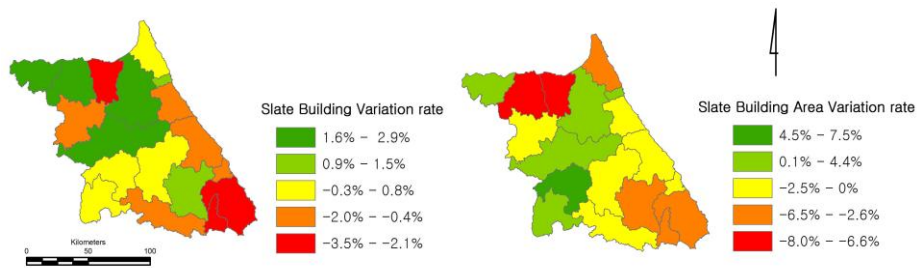 Slate Building Variation rate
1.6% - 2.9%
0.9% - 1.5%
-0.3% - 0.8%
-2.0% - -0.4%
-3.5% - -2.1%
Kilometers
0 50 100
Slate Building Area Variation rate
4.5% - 7.5%
0.1% - 4.4%
-2.5% - 0%
-6.5% - -2.6%
-8.0% - -6.6%